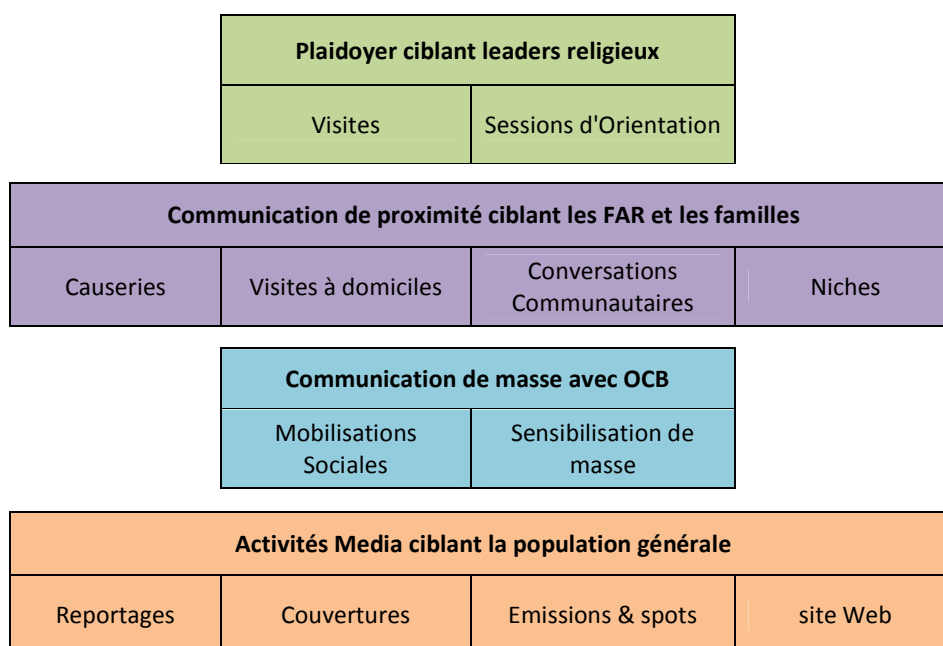 Plaidoyer ciblant leaders religieux
Visites
Sessions d'Orientation
Communication de proximité ciblant les FAR et les familles
Causeries
Visites à domiciles
Conversations
Communautaires
Niches
Communication de masse avec OCB
Mobilisations
Sociales
Sensibilisation de
masse
Activités Media ciblant la population générale
Reportages
Couvertures
Emissions & spots
site Web